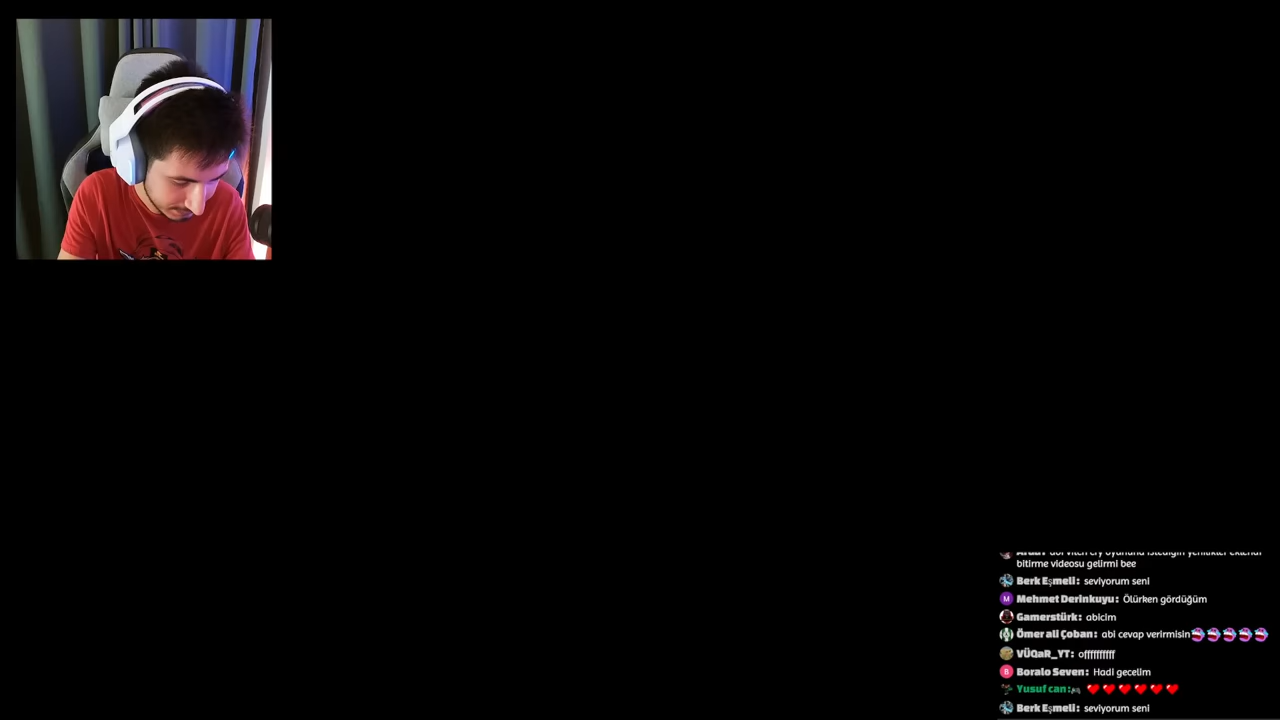 bitirme videosu gelirmi bee
Berk Eşmeli : seviyorum seni
Mehmet Derinkuyu : Ölürken gördüğüm
Gamerstürk : abicim
Ömer ali Çoban : abi cevap verirmisin
VÜQaR_YT : offffffffff
Boralo Seven : Hadi gecelim
Yusuf can :
Berk Eşmeli : seviyorum seni